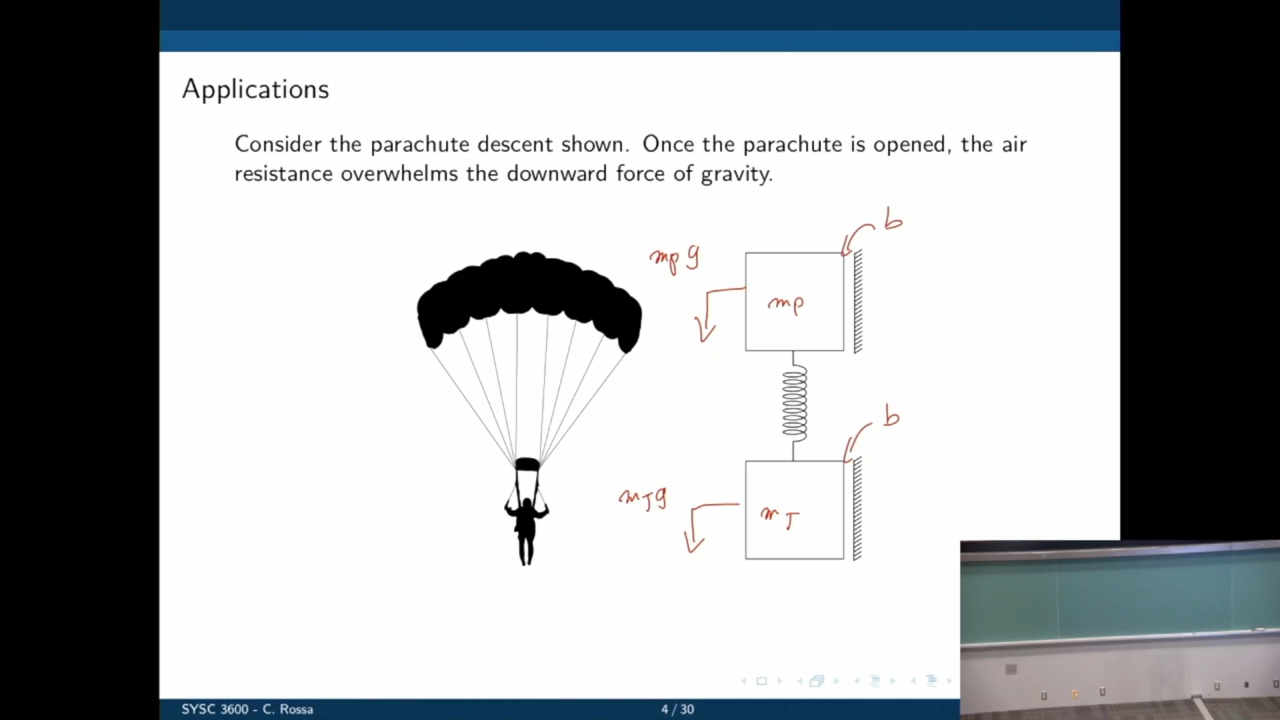 Applications
Consider the parachute descent shown. Once the parachute is opened, the air
resistance overwhelms the downward force of gravity.
b
mp g
mp
b
mJg
mJ
SYSC 3600 - C. Rossa
4 / 30